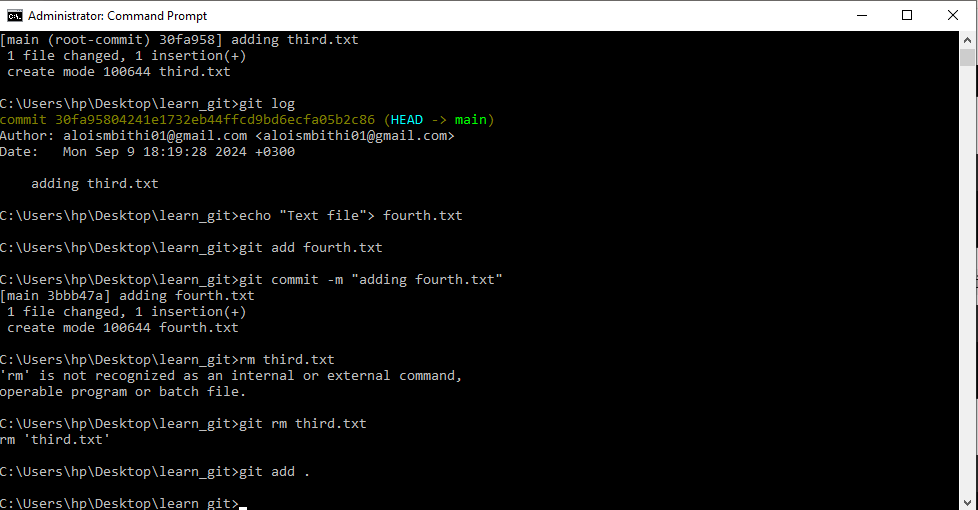 Administrator: Command Prompt
[main (root-commit) 30fa958] adding third.txt
 1 file changed, 1 insertion(+)
 create mode 100644 third.txt
C:\Users\hp\Desktop\learn_git>git log
commit 30fa95804241e1732eb44ffcd9bd6ecfa05b2c86 (HEAD -> main)
Author: aloismbithi01@gmail.com <aloismbithi01@gmail.com>
Date:   Mon Sep 9 18:19:28 2024 +0300
    adding third.txt
C:\Users\hp\Desktop\learn_git>echo "Text file"> fourth.txt
C:\Users\hp\Desktop\learn_git>git add fourth.txt
C:\Users\hp\Desktop\learn_git>git commit -m "adding fourth.txt"
[main 3bbb47a] adding fourth.txt
 1 file changed, 1 insertion(+)
 create mode 100644 fourth.txt
C:\Users\hp\Desktop\learn_git>rm third.txt
'rm' is not recognized as an internal or external command,
operable program or batch file.
C:\Users\hp\Desktop\learn_git>git rm third.txt
rm 'third.txt'
C:\Users\hp\Desktop\learn_git>git add .
C:\Users\hp\Desktop\learn_git>